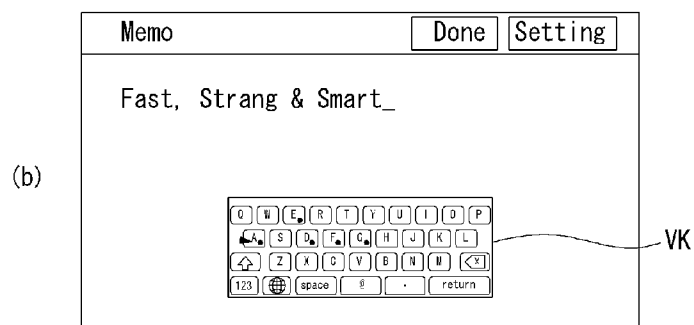 Memo Done Setting
Fast, Strang & Smart_
(b)
Q W E R T Y U I O P
A S D F G H J K L
Z X C V B N M
123 space @ . return
VK